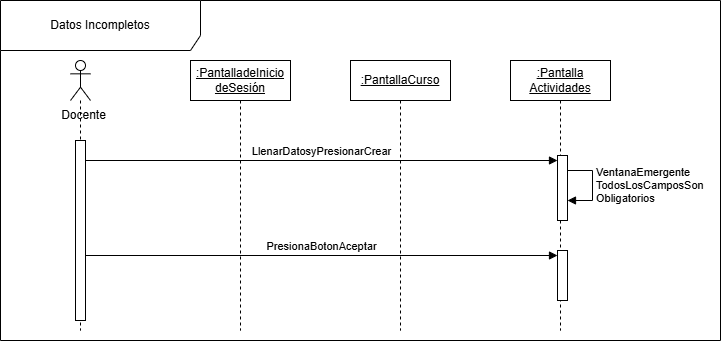 Datos Incompletos
:PantalladeInicio
deSesión
:PantallaCurso
:Pantalla
Actividades
Docente
LlenarDatosyPresionarCrear
VentanaEmergente
TodosLosCamposSon
Obligatorios
PresionaBotonAceptar